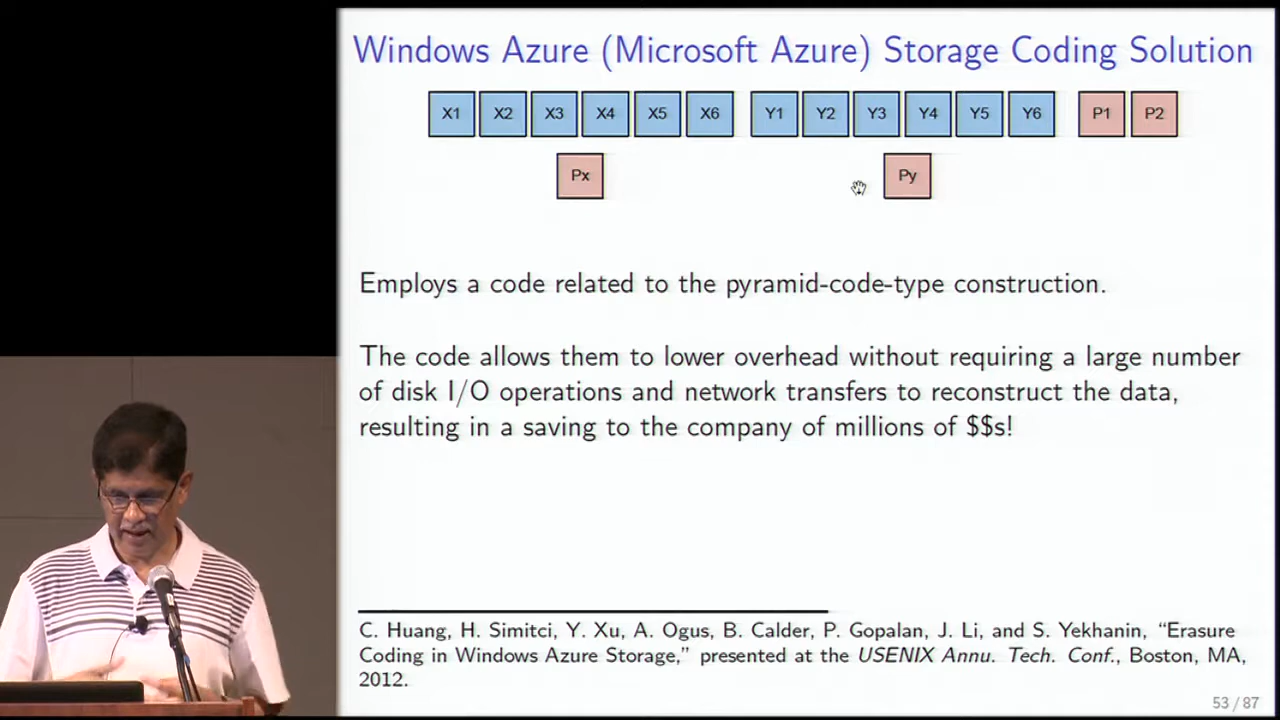 Windows Azure (Microsoft Azure) Storage Coding Solution
X1 X2 X3 X4 X5 X6 Y1 Y2 Y3 Y4 Y5 Y6 P1 P2
Px Py
Employs a code related to the pyramid-code-type construction.
The code allows them to lower overhead without requiring a large number
of disk I/O operations and network transfers to reconstruct the data,
resulting in a saving to the company of millions of $$s!
C. Huang, H. Simitci, Y. Xu, A. Ogus, B. Calder, P. Gopalan, J. Li, and S. Yekhanin, “Erasure
Coding in Windows Azure Storage,” presented at the USENIX Annu. Tech. Conf., Boston, MA,
2012.
53 / 87